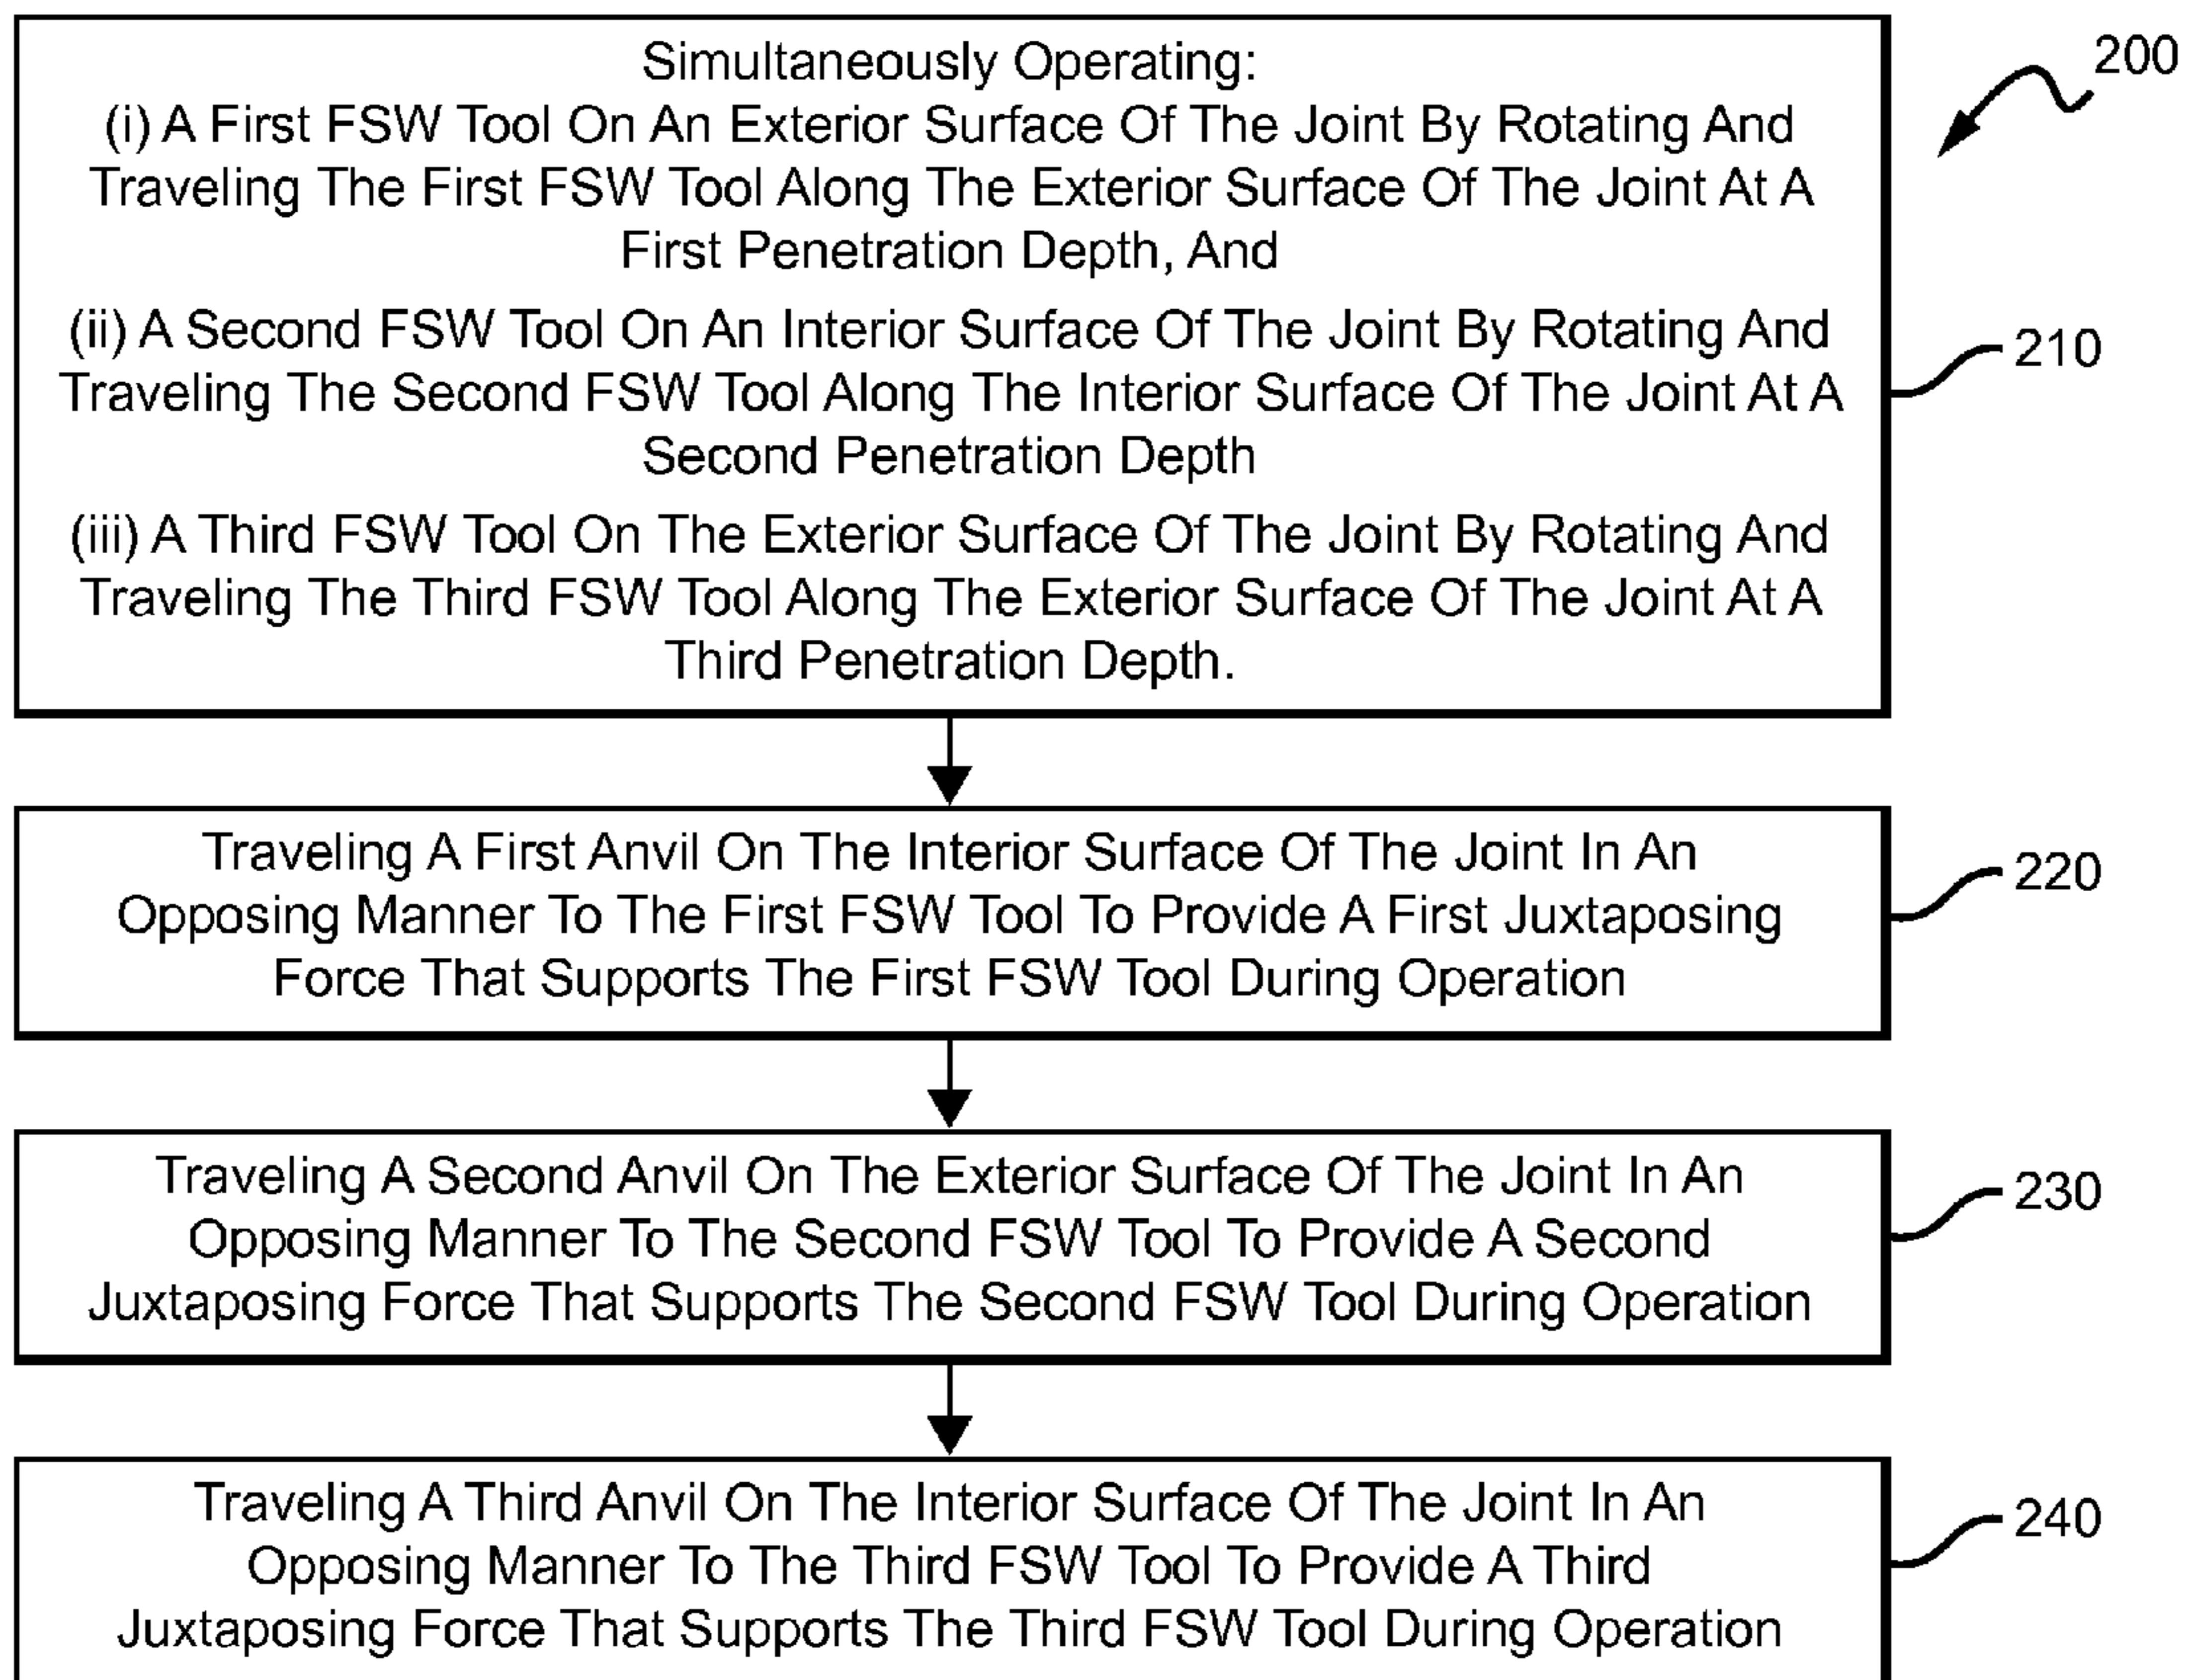 Simultaneously Operating:
(i) A First FSW Tool On An Exterior Surface Of The Joint By Rotating And
Traveling The First FSW Tool Along The Exterior Surface Of The Joint At A
First Penetration Depth, And
(ii) A Second FSW Tool On An Interior Surface Of The Joint By Rotating And
Traveling The Second FSW Tool Along The Interior Surface Of The Joint At A
Second Penetration Depth
(iii) A Third FSW Tool On The Exterior Surface Of The Joint By Rotating And
Traveling The Third FSW Tool Along The Exterior Surface Of The Joint At A
Third Penetration Depth.
200
210
Traveling A First Anvil On The Interior Surface Of The Joint In An
Opposing Manner To The First FSW Tool To Provide A First Juxtaposing
Force That Supports The First FSW Tool During Operation
220
Traveling A Second Anvil On The Exterior Surface Of The Joint In An
Opposing Manner To The Second FSW Tool To Provide A Second
Juxtaposing Force That Supports The Second FSW Tool During Operation
230
Traveling A Third Anvil On The Interior Surface Of The Joint In An
Opposing Manner To The Third FSW Tool To Provide A Third
Juxtaposing Force That Supports The Third FSW Tool During Operation
240